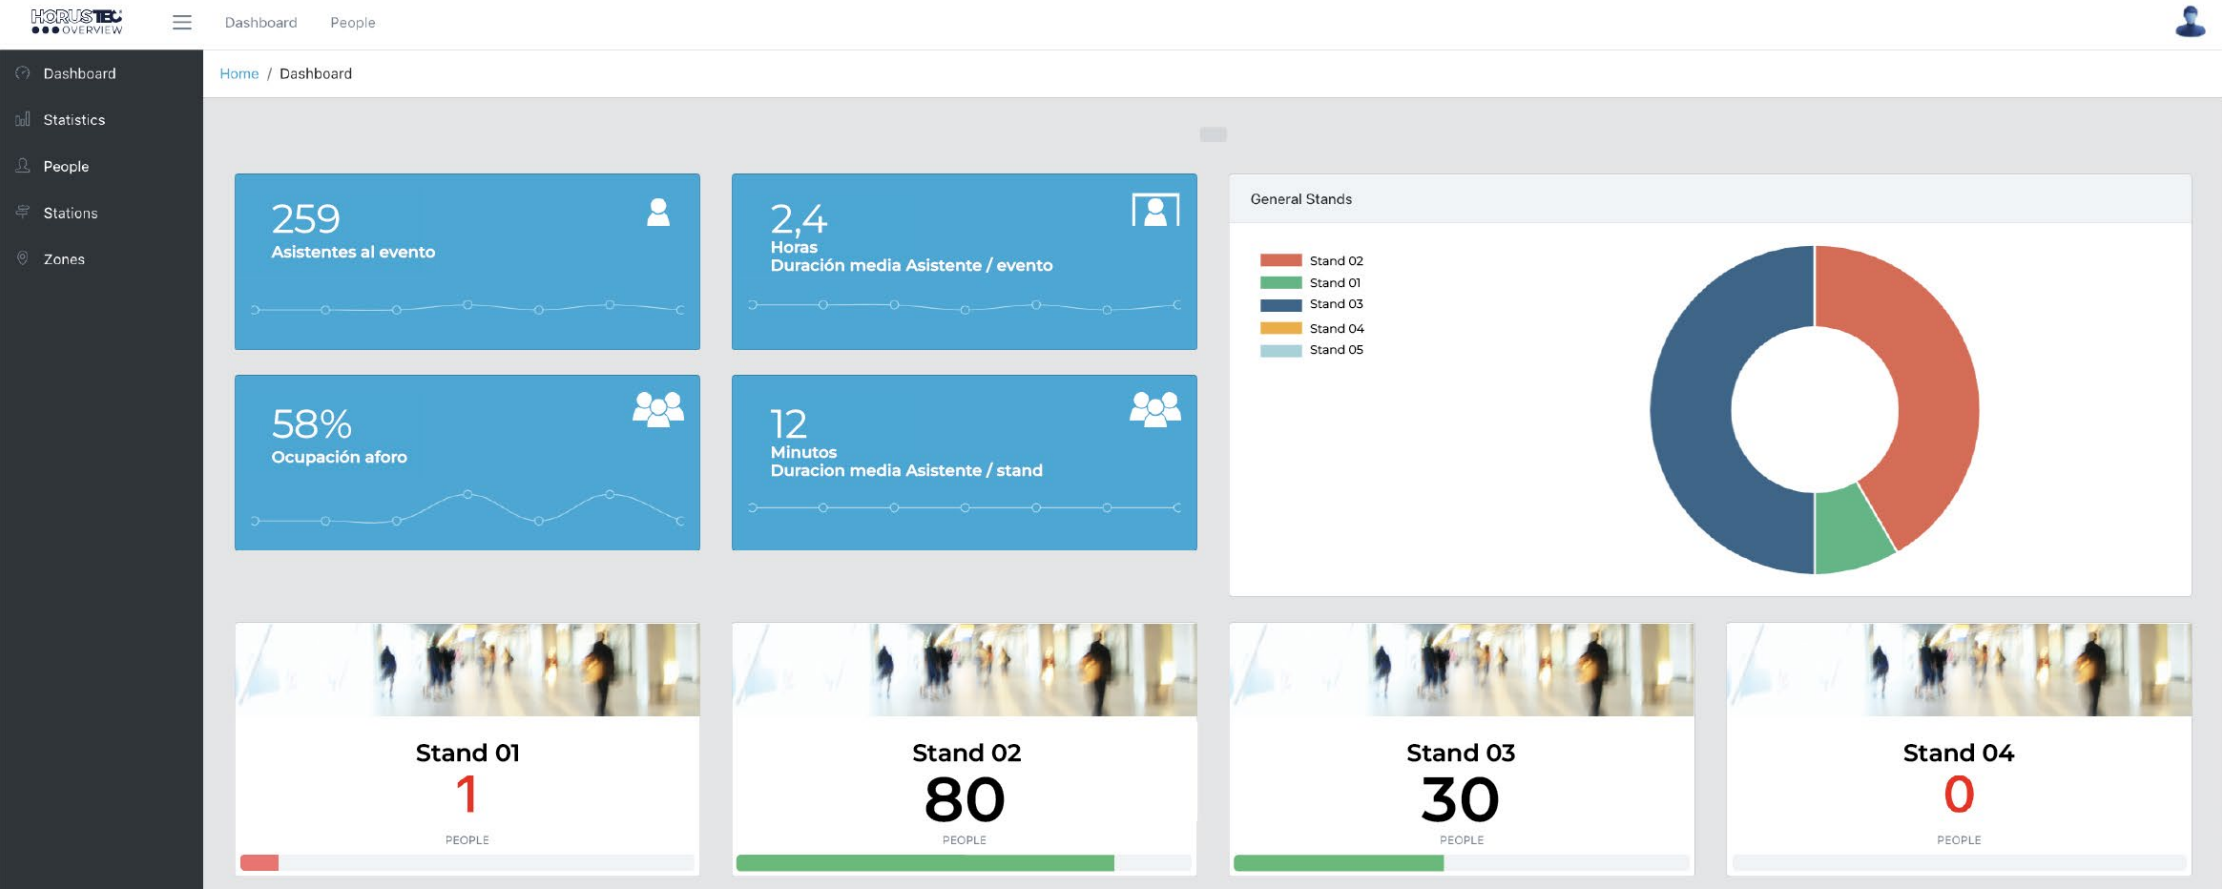 HORUSTEC
OVERVIEW
Dashboard
People
Dashboard
Statistics
People
Stations
Zones
Home / Dashboard
259
Asistentes al evento
2,4
Horas
Duración media Asistente / evento
58%
Ocupación aforo
12
Minutos
Duracion media Asistente / stand
General Stands
Stand 02
Stand 01
Stand 03
Stand 04
Stand 05
Stand 01
1
PEOPLE
Stand 02
80
PEOPLE
Stand 03
30
PEOPLE
Stand 04
0
PEOPLE